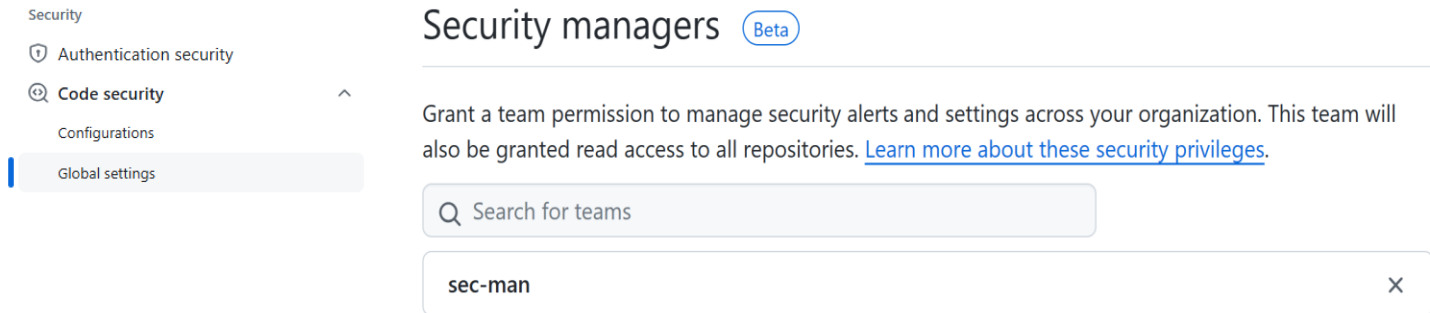 Security
Authentication security
Code security
Configurations
Global settings
Security managers Beta
Grant a team permission to manage security alerts and settings across your organization. This team will
also be granted read access to all repositories. Learn more about these security privileges.
Search for teams
sec-man